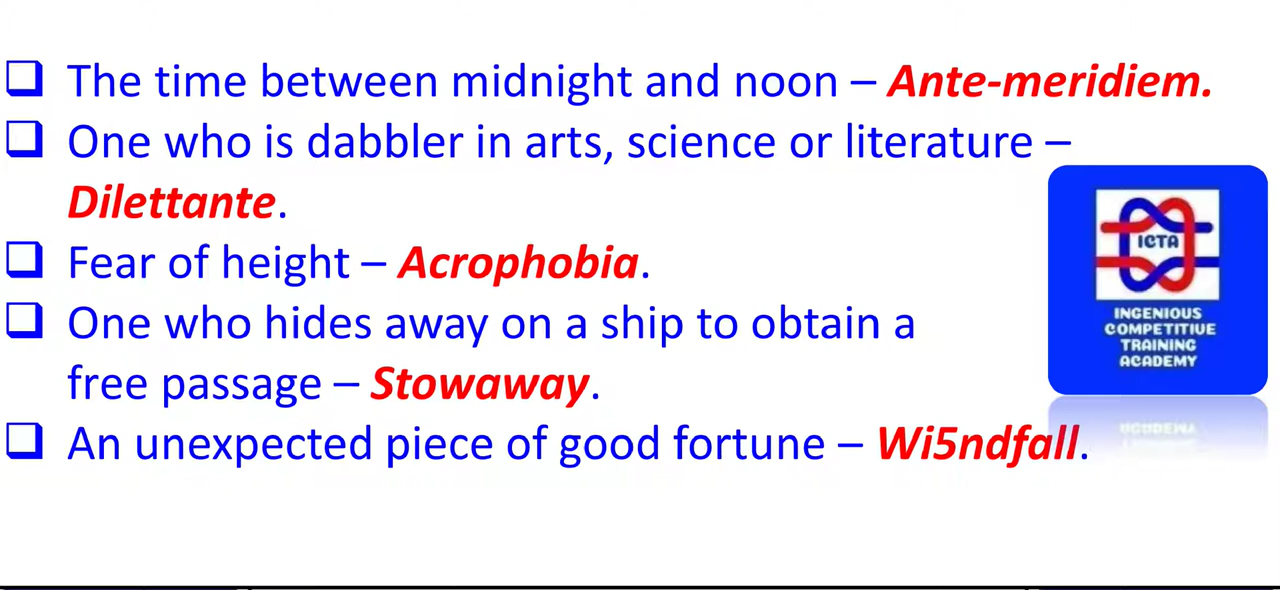 ❑ The time between midnight and noon – Ante-meridiem.
❑ One who is dabbler in arts, science or literature –
Dilettante.
❑ Fear of height – Acrophobia.
❑ One who hides away on a ship to obtain a
free passage – Stowaway.
❑ An unexpected piece of good fortune – Wi5ndfall.
ICTA
INGENIOUS
COMPETITIVE
TRAINING
ACADEMY